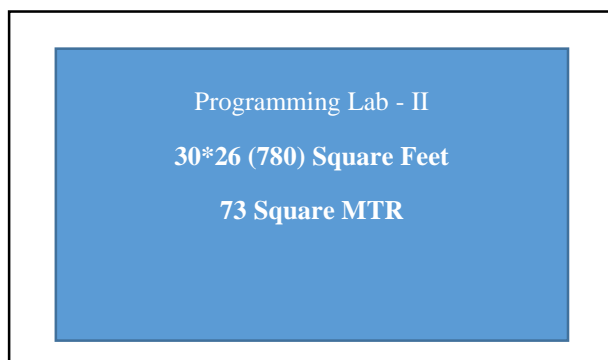 Programming Lab - II
30*26 (780) Square Feet
73 Square MTR